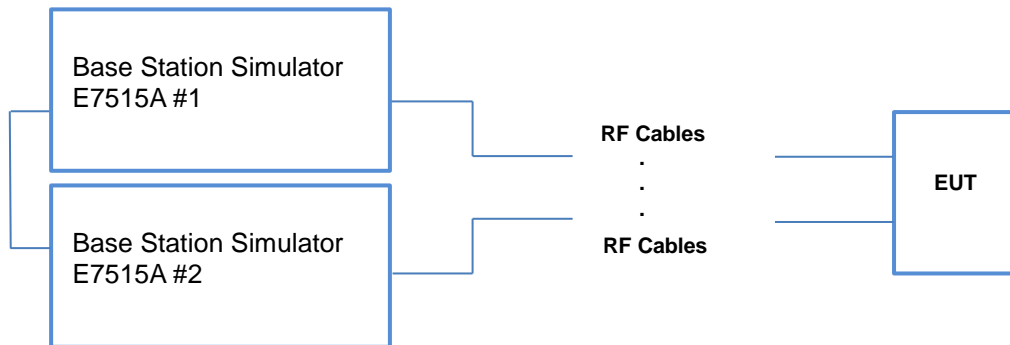 Base Station Simulator
E7515A #1
RF Cables
.
.
.
RF Cables
Base Station Simulator
E7515A #2
EUT